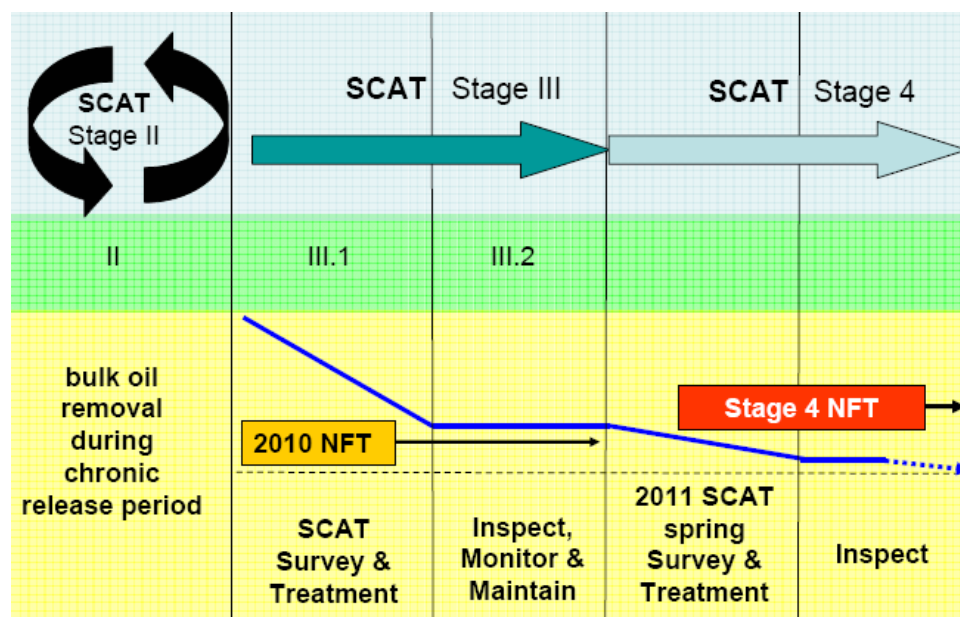 SCAT
Stage II
SCAT Stage III
SCAT Stage 4
II
III.1
III.2
bulk oil
removal
during
chronic
release period
2010 NFT
Stage 4 NFT
SCAT
Survey &
Treatment
Inspect,
Monitor &
Maintain
2011 SCAT
spring
Survey &
Treatment
Inspect